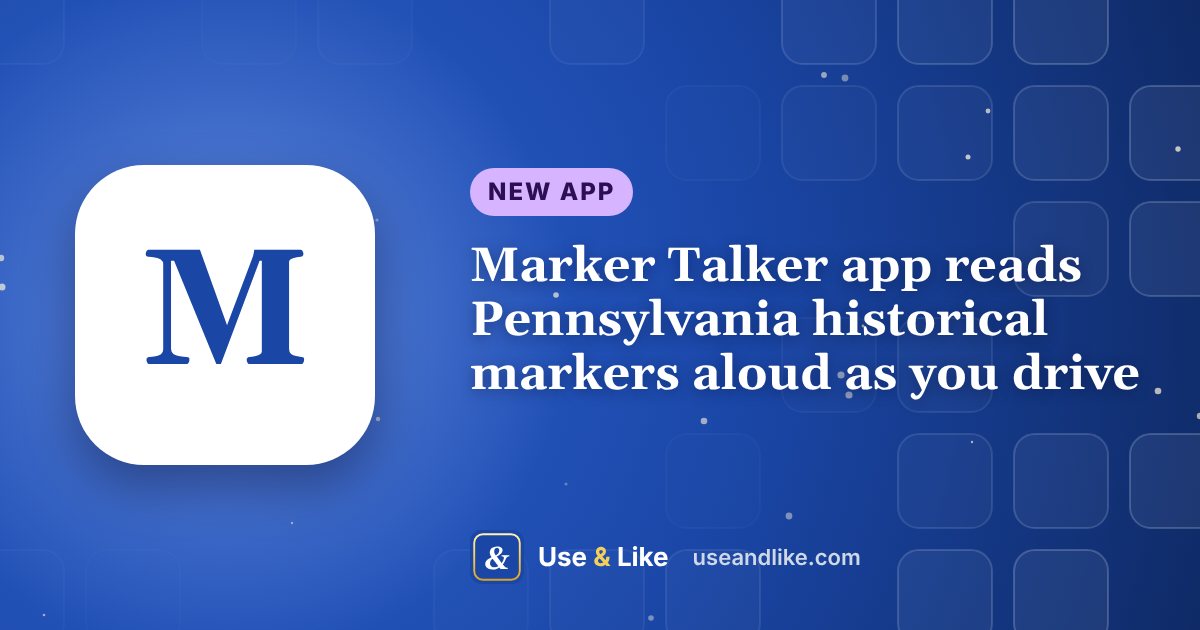 M
NEW APP
Marker Talker app reads
Pennsylvania historical
markers aloud as you drive
& Use & Like useandlike.com